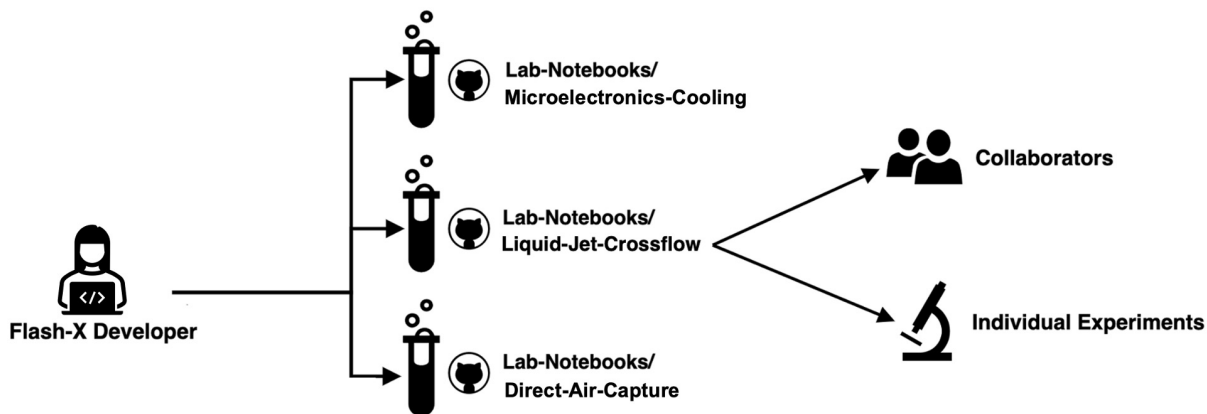 Lab-Notebooks/
Microelectronics-Cooling
Collaborators
Lab-Notebooks/
Liquid-Jet-Crossflow
</>
Flash-X Developer
Individual Experiments
Lab-Notebooks/
Direct-Air-Capture